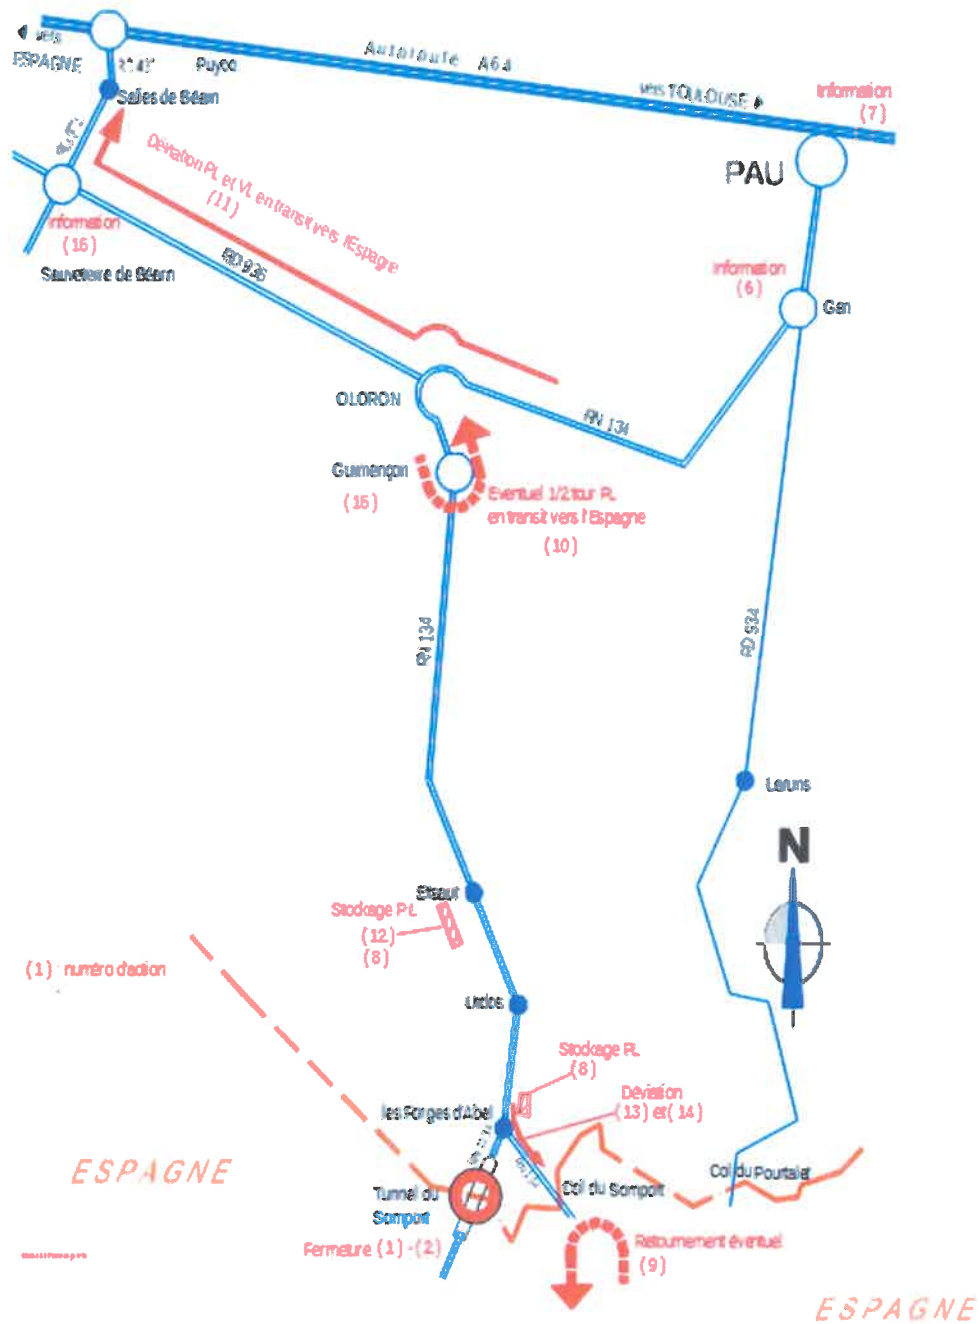 vers
ESPAGNE
Puyoo
Autoroute A64
vers TOULOUSE
Information
(7)
Salies de Béarn
PAU
Déviation PL et VL en transit vers l'Espagne
(11)
Information
(16)
Sauveterre de Béarn
RD 936
Information
(6)
Gan
OLORON
RN 134
Gurmençon
(15)
Eventuel 1/2 tour PL
en transit vers l'Espagne
(10)
RN 134
RD 934
Laruns
N
Etsaut
Stockage PL
(12)
(8)
(1) numéro d'action
Urdos
Stockage PL
(8)
Déviation
(13) et (14)
les Forges d'Abel
RN 134
ESPAGNE
Tunnel du
Somport
Col du Somport
Col du Pourtalet
Fermeture (1) - (2)
Retournement éventuel
(9)
ESPAGNE